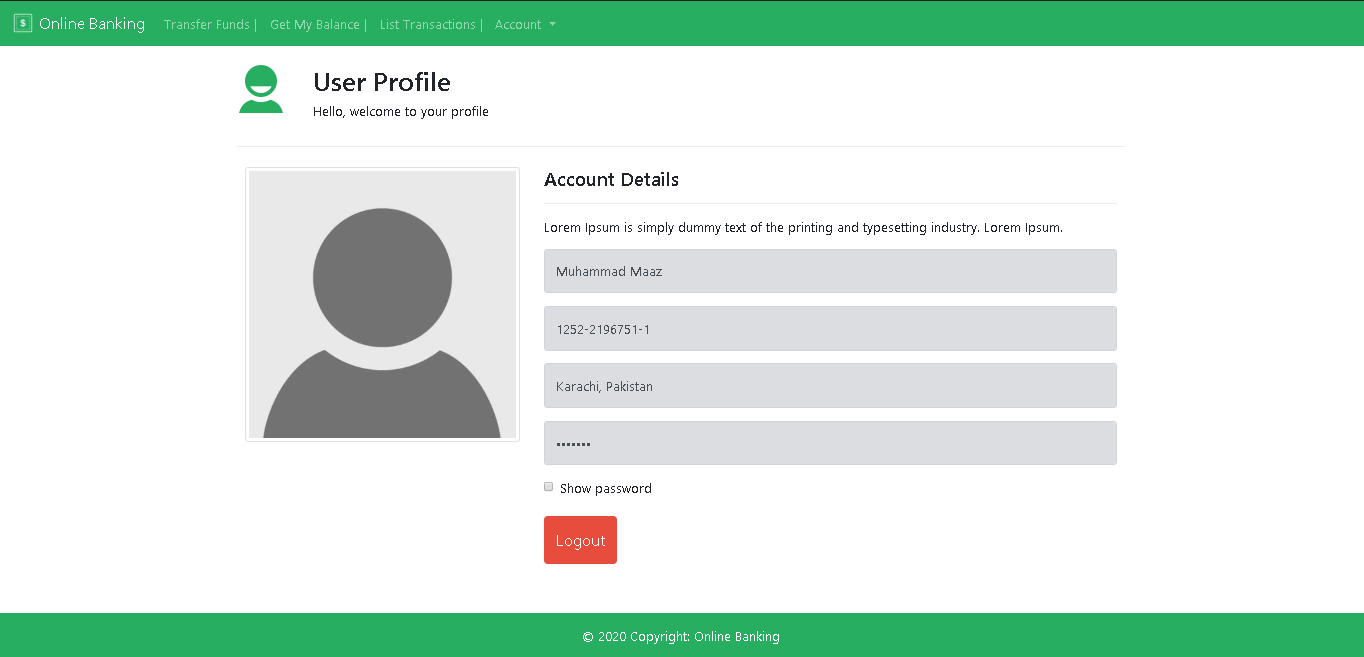 $ Online Banking Transfer Funds | Get My Balance | List Transactions | Account
User Profile
Hello, welcome to your profile
Account Details
Lorem Ipsum is simply dummy text of the printing and typesetting industry. Lorem Ipsum.
Muhammad Maaz
1252-2196751-1
Karachi, Pakistan
•••••••
Show password
Logout
© 2020 Copyright: Online Banking